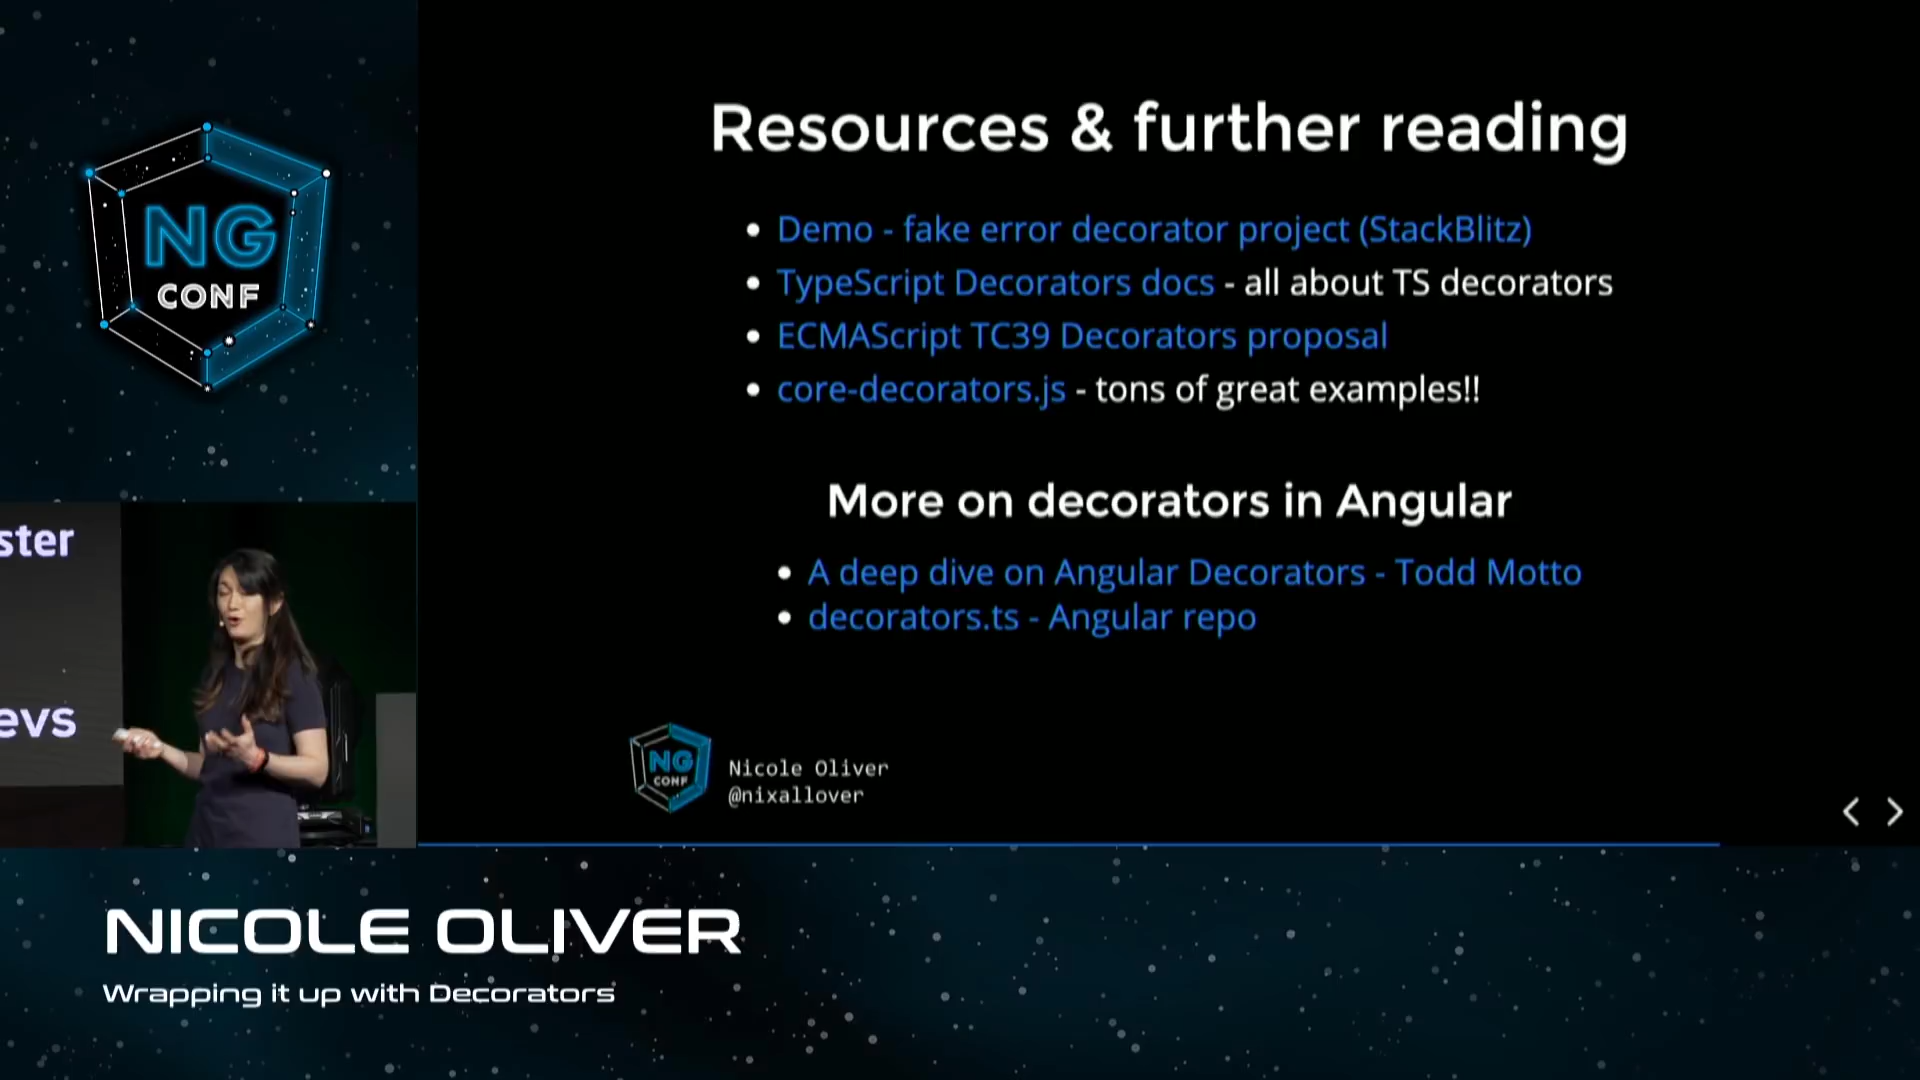 NG
CONF
Resources & further reading
Demo - fake error decorator project (StackBlitz)
TypeScript Decorators docs - all about TS decorators
ECMAScript TC39 Decorators proposal
core-decorators.js - tons of great examples!!
More on decorators in Angular
A deep dive on Angular Decorators - Todd Motto
decorators.ts - Angular repo
NG
CONF
Nicole Oliver
@nixallover
ster
evs
NICOLE OLIVER
Wrapping it up with Decorators